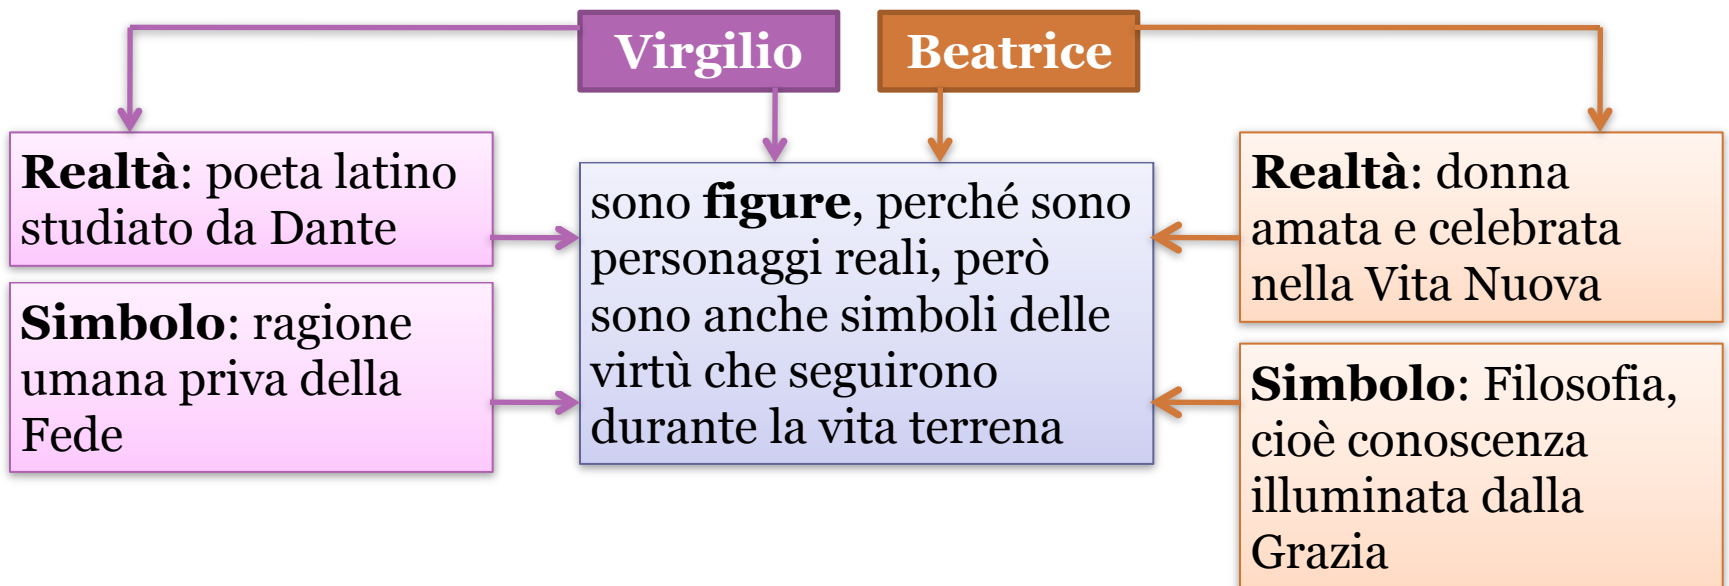 Virgilio
Beatrice
Realtà: poeta latino
studiato da Dante
Simbolo: ragione
umana priva della
Fede
sono figure, perché sono
personaggi reali, però
sono anche simboli delle
virtù che seguirono
durante la vita terrena
Realtà: donna
amata e celebrata
nella Vita Nuova
Simbolo: Filosofia,
cioè conoscenza
illuminata dalla
Grazia